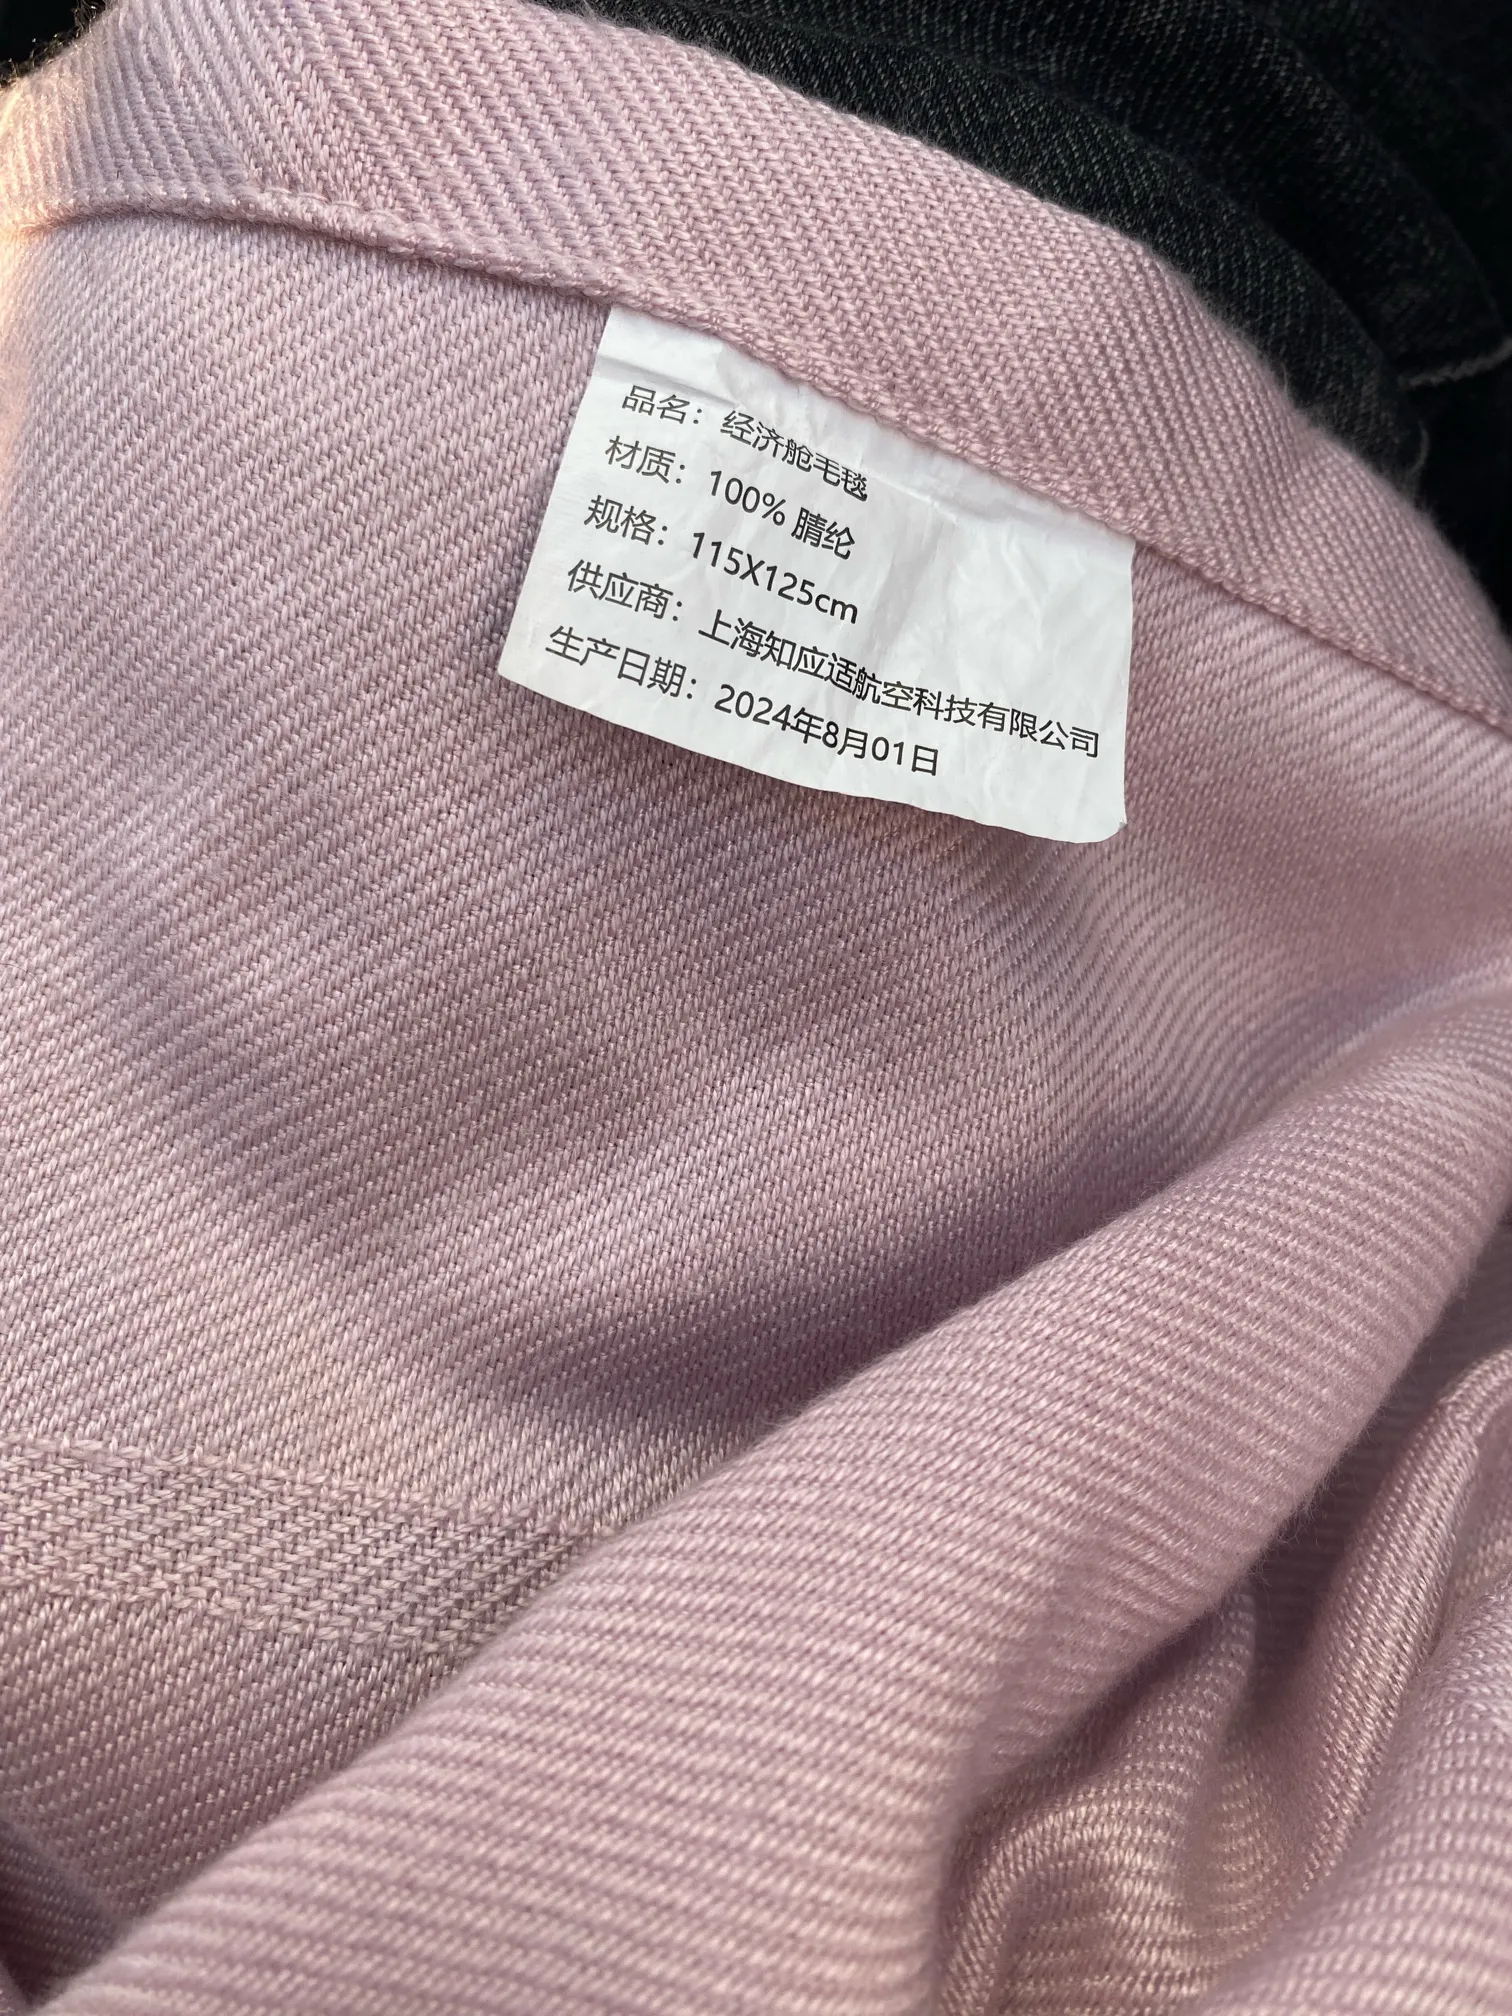 品名：经济舱毛毯
材质：100% 腈纶
规格：115X125cm
供应商：上海知应适航空科技有限公司
生产日期：2024年8月01日